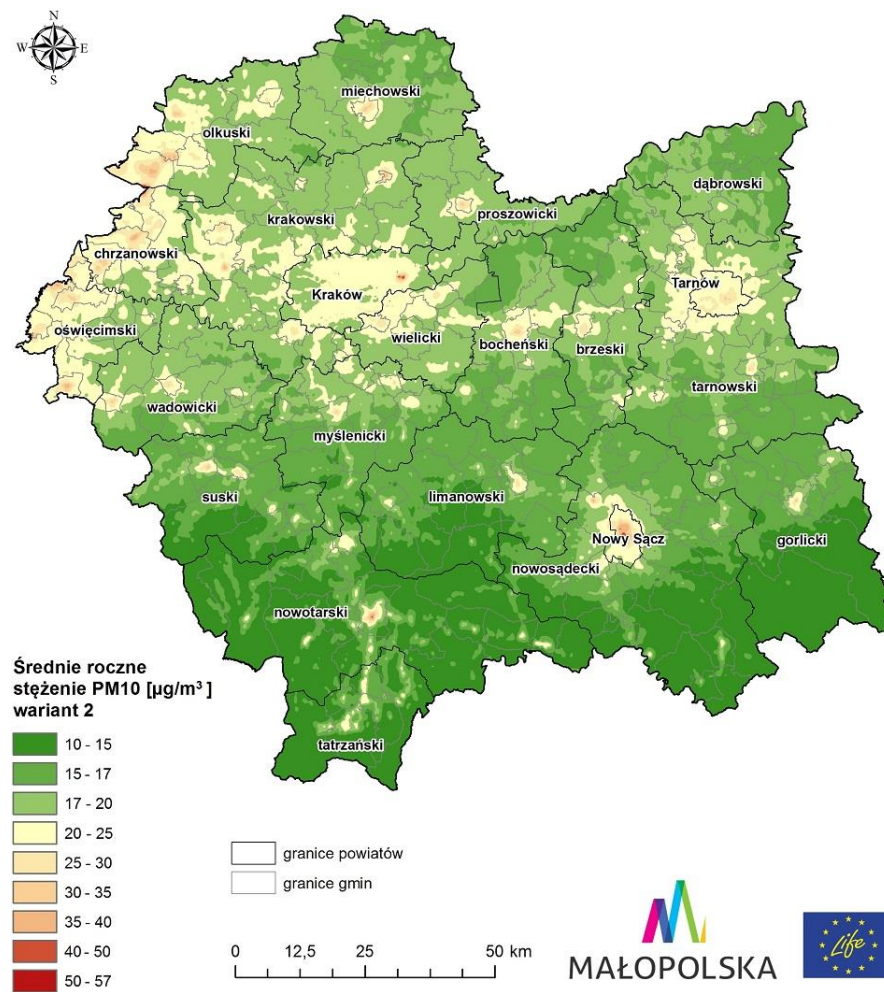 N
W E
S
miechowski
olkuski
dąbrowski
krakowski
proszowicki
chrzanowski
Tarnów
Kraków
oświęcimski
wielicki
bocheński
brzeski
tarnowski
wadowicki
myślenicki
suski
limanowski
Nowy Sącz
gorlicki
nowosądecki
nowotarski
tatrzański
Średnie roczne
stężenie PM10 [µg/m³]
wariant 2
10 - 15
15 - 17
17 - 20
20 - 25
25 - 30
30 - 35
35 - 40
40 - 50
50 - 57
granice powiatów
granice gmin
0 12,5 25 50 km
MAŁOPOLSKA
Life